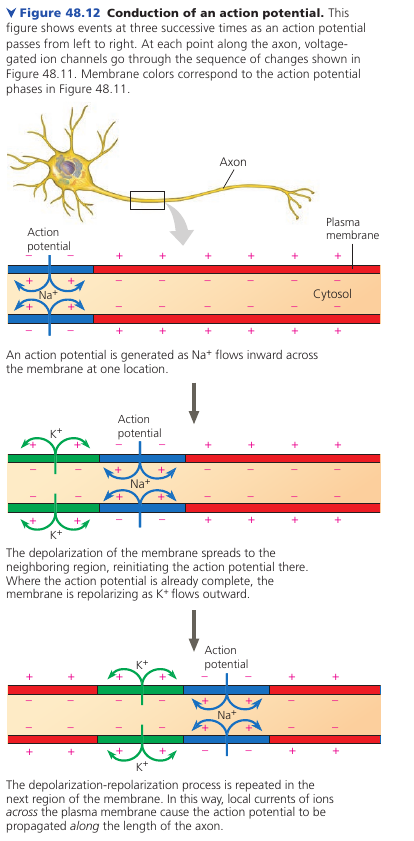 ▼ Figure 48.12 Conduction of an action potential. This
figure shows events at three successive times as an action potential
passes from left to right. At each point along the axon, voltage-
gated ion channels go through the sequence of changes shown in
Figure 48.11. Membrane colors correspond to the action potential
phases in Figure 48.11.
Axon
Plasma
membrane
Action
potential
− − + + + + +
+ + − − − − −
Na⁺
Cytosol
+ + − − − − −
− − + + + + +
An action potential is generated as Na⁺ flows inward across
the membrane at one location.
Action
potential
K⁺
+ + − − + + + +
− − + + − − − −
Na⁺
− − + + − − − −
+ + − − + + + +
K⁺
The depolarization of the membrane spreads to the
neighboring region, reinitiating the action potential there.
Where the action potential is already complete, the
membrane is repolarizing as K⁺ flows outward.
Action
potential
K⁺
+ + + + − − + +
− − − − + + − −
Na⁺
− − − − + + − −
+ + + + − − + +
K⁺
The depolarization-repolarization process is repeated in the
next region of the membrane. In this way, local currents of ions
across the plasma membrane cause the action potential to be
propagated along the length of the axon.